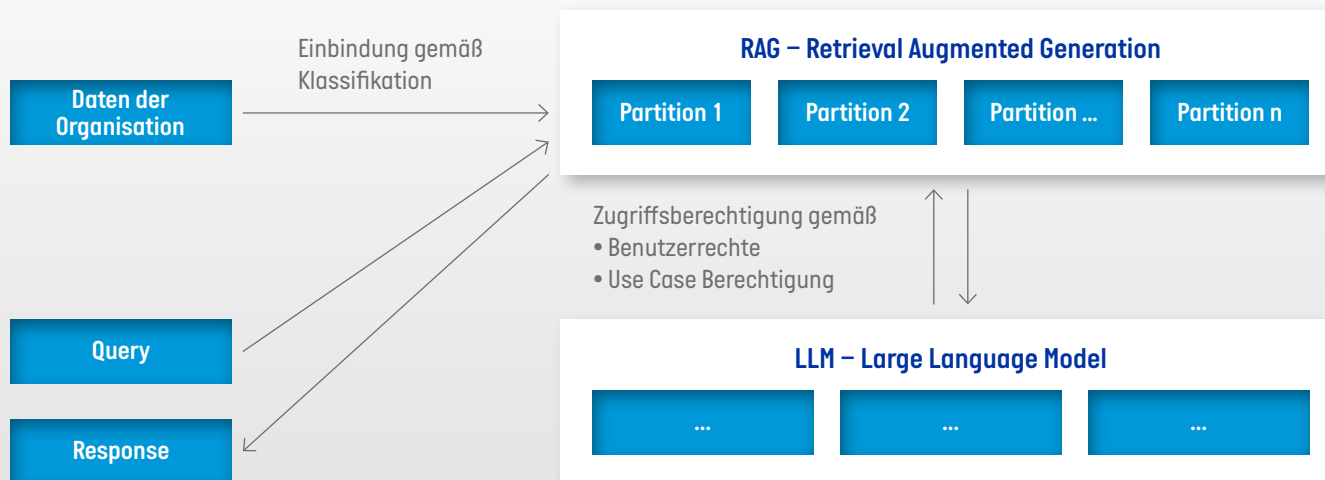 Einbindung gemäß
Klassifikation
Daten der
Organisation
RAG – Retrieval Augmented Generation
Partition 1
Partition 2
Partition ...
Partition n
Zugriffsberechtigung gemäß
• Benutzerrechte
• Use Case Berechtigung
Query
Response
LLM – Large Language Model
...
...
...